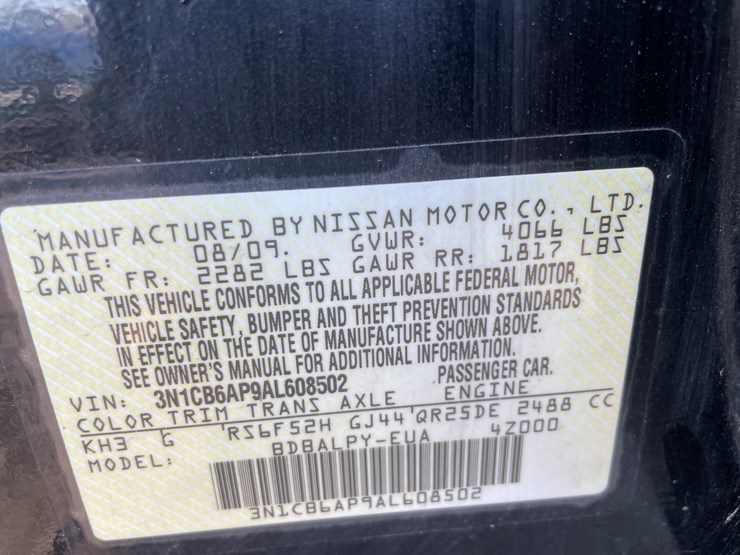 MANUFACTURED BY NISSAN MOTOR CO., LTD.
DATE: 08/09. GVWR: 4066 LBS
GAWR FR: 2282 LBS GAWR RR: 1817 LBS
THIS VEHICLE CONFORMS TO ALL APPLICABLE FEDERAL MOTOR,
VEHICLE SAFETY, BUMPER AND THEFT PREVENTION STANDARDS
IN EFFECT ON THE DATE OF MANUFACTURE SHOWN ABOVE.
SEE OWNER'S MANUAL FOR ADDITIONAL INFORMATION.
VIN: 3N1CB6AP9AL608502 PASSENGER CAR.
COLOR TRIM TRANS AXLE ENGINE
KH3 G RS6F52H GJ44 QR25DE 2488 CC
MODEL: BDBALPY-EUA 4Z000
3N1CB6AP9AL608502